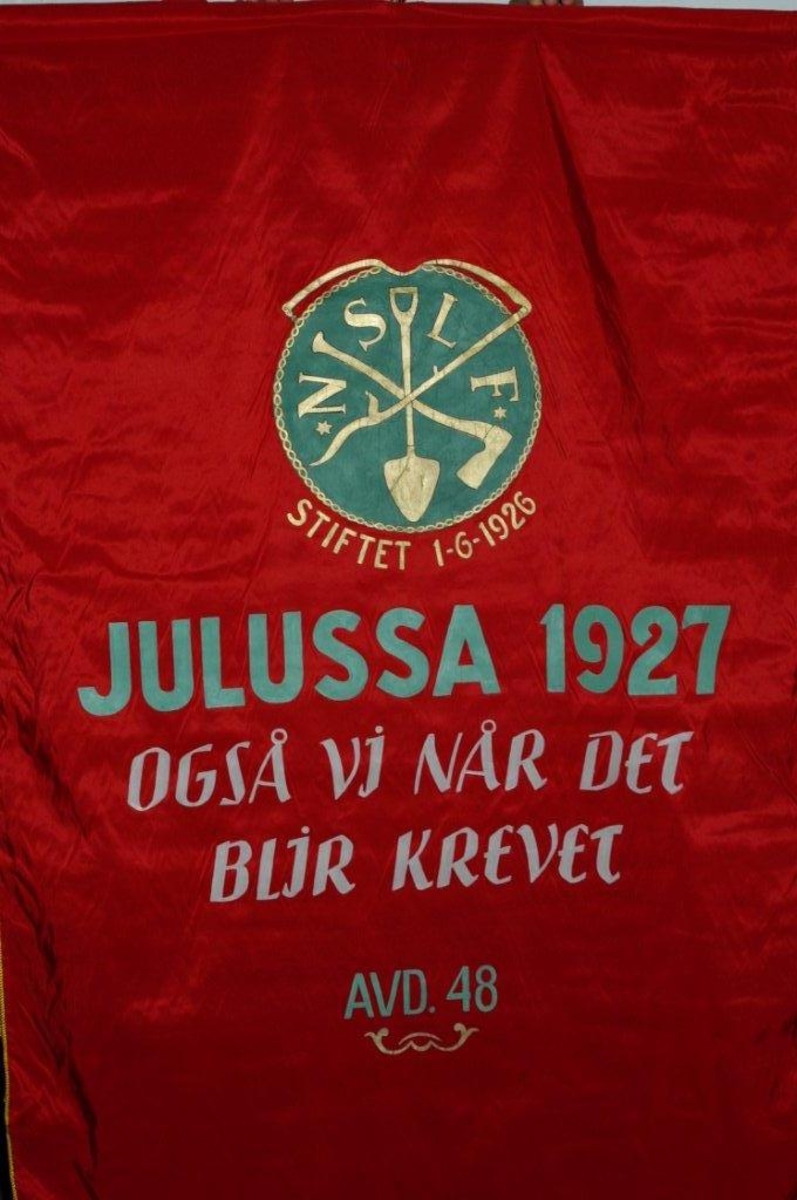 N S L F
STIFTET 1-6-1926
JULUSSA 1927
OGSÅ VI NÅR DET
BLIR KREVET
AVD. 48